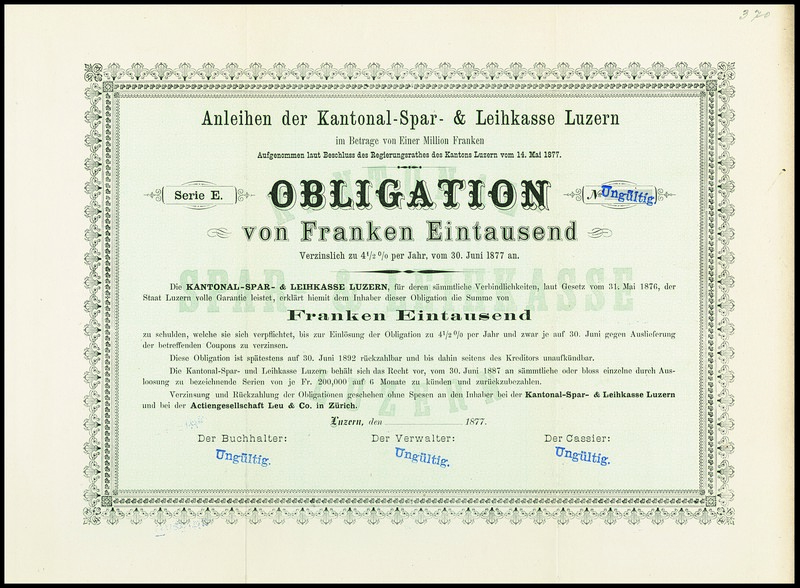 3 70
Anleihen der Kantonal-Spar- & Leihkasse Luzern
im Betrage von Einer Million Franken
Aufgenommen laut Beschluss des Regierungsrathes des Kantons Luzern vom 14. Mai 1877.
Serie E. OBLIGATION № Ungültig
von Franken Eintausend
Verzinslich zu 4½ % per Jahr, vom 30. Juni 1877 an.
KANTONAL
SPAR- & LEIHKASSE
LUZERN
Die KANTONAL-SPAR- & LEIHKASSE LUZERN, für deren sämmtliche Verbindlichkeiten, laut Gesetz vom 31. Mai 1876, der
Staat Luzern volle Garantie leistet, erklärt hiemit dem Inhaber dieser Obligation die Summe von
Franken Eintausend
zu schulden, welche sie sich verpflichtet, bis zur Einlösung der Obligation zu 4½ % per Jahr und zwar je auf 30. Juni gegen Auslieferung
der betreffenden Coupons zu verzinsen.
Diese Obligation ist spätestens auf 30. Juni 1892 rückzahlbar und bis dahin seitens des Kreditors unaufkündbar.
Die Kantonal-Spar- und Leihkasse Luzern behält sich das Recht vor, vom 30. Juni 1887 an sämmtliche oder bloss einzelne durch Aus-
loosung zu bezeichnende Serien von je Fr. 200,000 auf 6 Monate zu künden und zurückzubezahlen.
Verzinsung und Rückzahlung der Obligationen geschehen ohne Spesen an den Inhaber bei der Kantonal-Spar- & Leihkasse Luzern
und bei der Actiengesellschaft Leu & Co. in Zürich.
Luzern, den 1877.
Der Buchhalter: Der Verwalter: Der Cassier:
Ungültig. Ungültig. Ungültig.